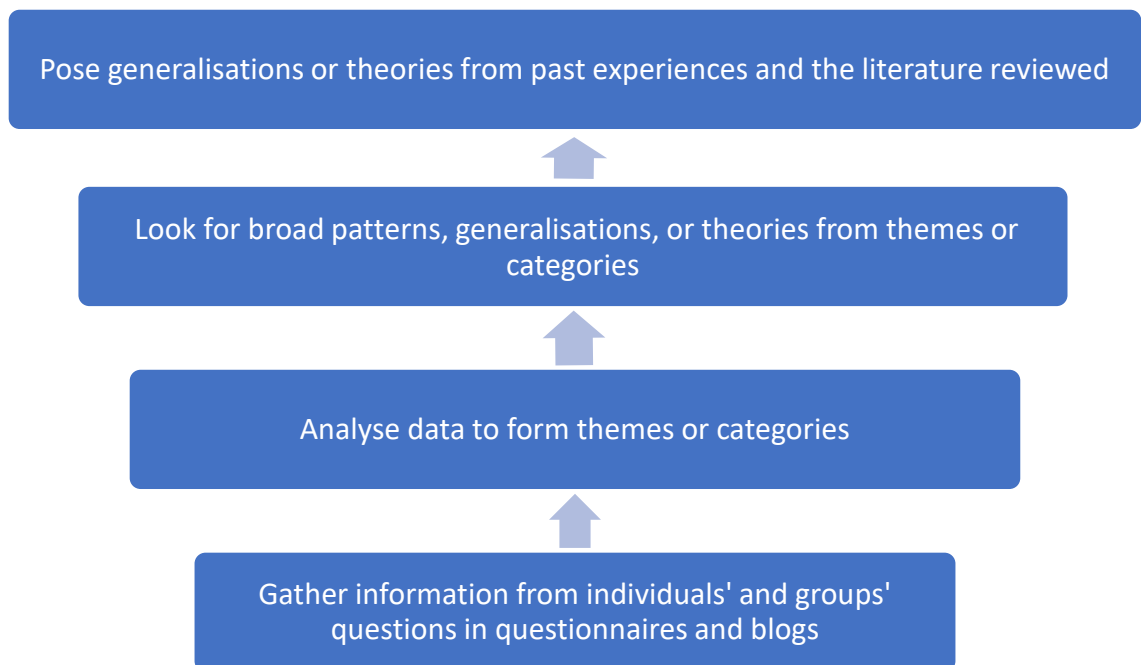 Pose generalisations or theories from past experiences and the literature reviewed
Look for broad patterns, generalisations, or theories from themes or
categories
Analyse data to form themes or categories
Gather information from individuals' and groups'
questions in questionnaires and blogs